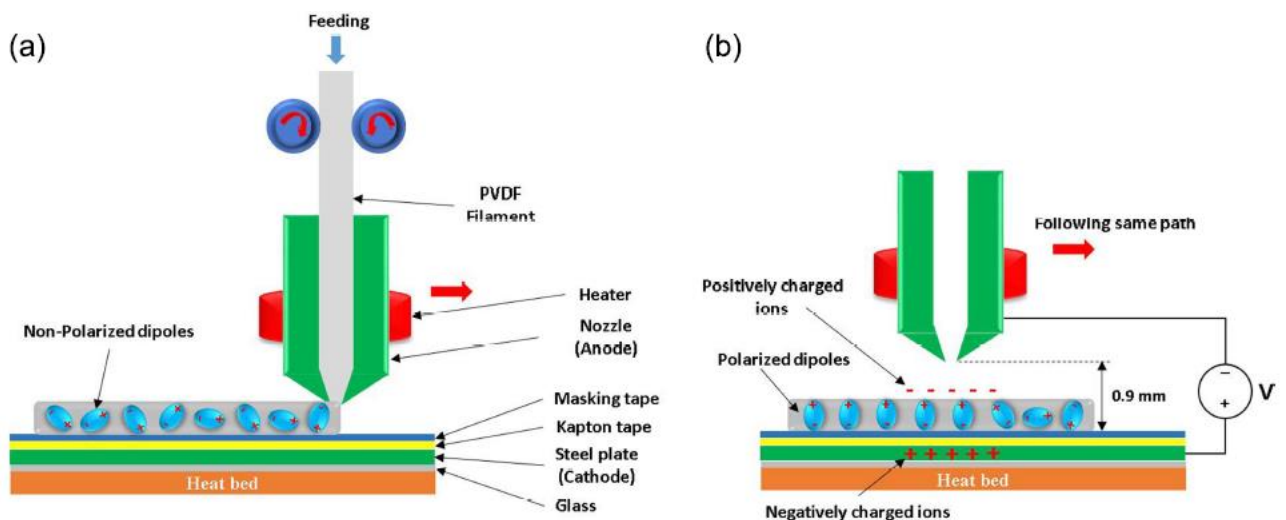 (a)
Feeding
PVDF
Filament
Heater
Nozzle
(Anode)
Non-Polarized dipoles
Masking tape
Kapton tape
Steel plate
(Cathode)
Glass
Heat bed
(b)
Following same path
Positively charged
ions
Polarized dipoles
- - - - -
0.9 mm
−
+
V
+ + + + +
Heat bed
Negatively charged ions